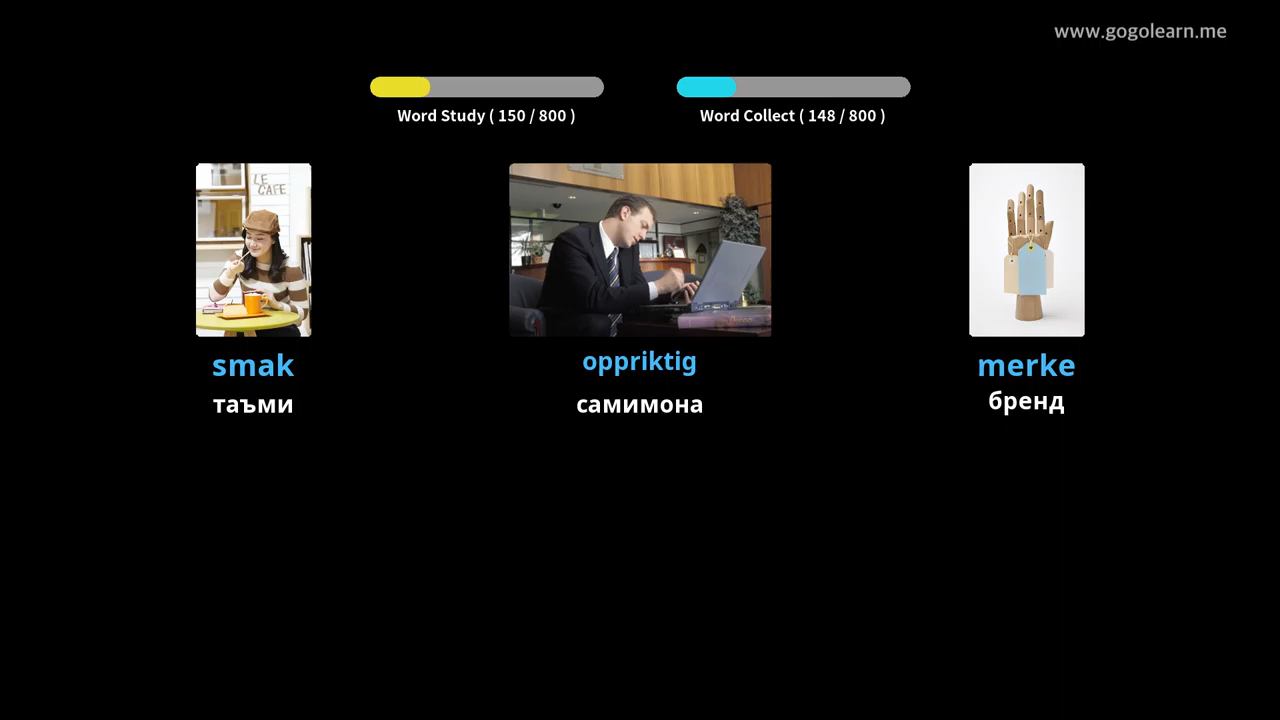 www.gogolearn.me
Word Study ( 150 / 800 )
Word Collect ( 148 / 800 )
LE
CAFE
smak
oppriktig
merke
таъми
самимона
бренд